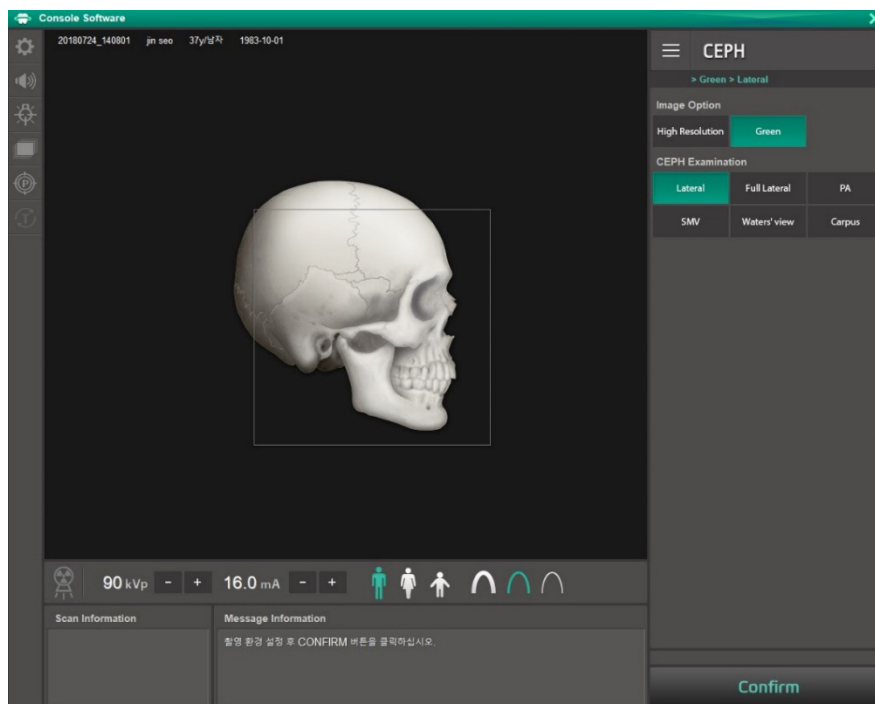 Console Software
20180724_140801 jin seo 37y/남자 1983-10-01
CEPH
> Green > Lateral
Image Option
High Resolution Green
CEPH Examination
Lateral Full Lateral PA
SMV Waters' view Carpus
90 kVp - + 16.0 mA - +
Scan Information
Message Information
촬영 환경 설정 후 CONFIRM 버튼을 클릭하십시오.
Confirm